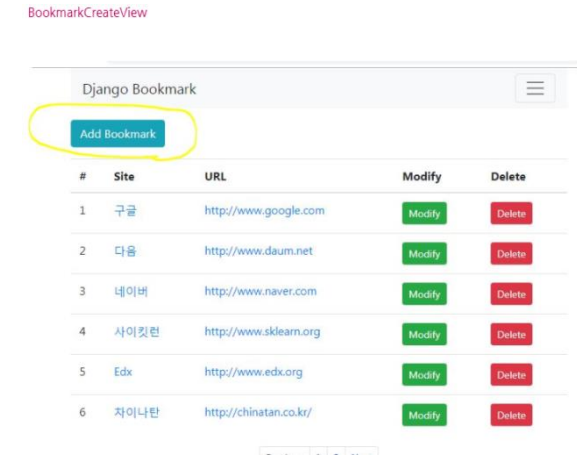 BookmarkCreateView
Django Bookmark
Add Bookmark
# Site URL Modify Delete
1 구글 http://www.google.com Modify Delete
2 다음 http://www.daum.net Modify Delete
3 네이버 http://www.naver.com Modify Delete
4 사이킷런 http://www.sklearn.org Modify Delete
5 Edx http://www.edx.org Modify Delete
6 차이나탄 http://chinatan.co.kr/ Modify Delete